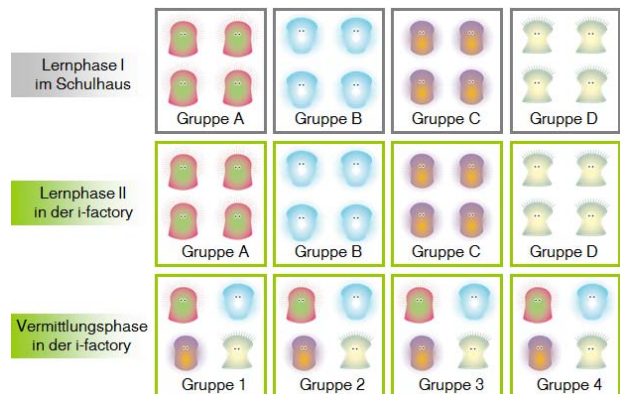 Lernphase I
im Schulhaus
Gruppe A
Gruppe B
Gruppe C
Gruppe D
Lernphase II
in der i-factory
Gruppe A
Gruppe B
Gruppe C
Gruppe D
Vermittlungsphase
in der i-factory
Gruppe 1
Gruppe 2
Gruppe 3
Gruppe 4